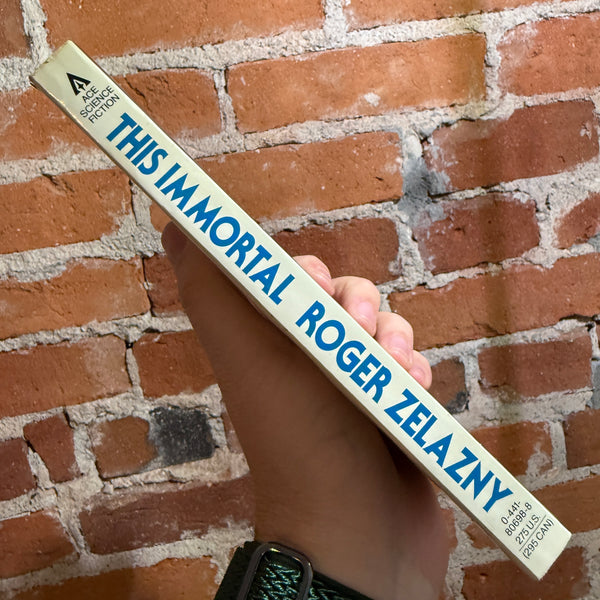 ACE
SCIENCE
FICTION
THIS IMMORTAL ROGER ZELAZNY
0-441-
80698-8
275 U.S.
(295 CAN)